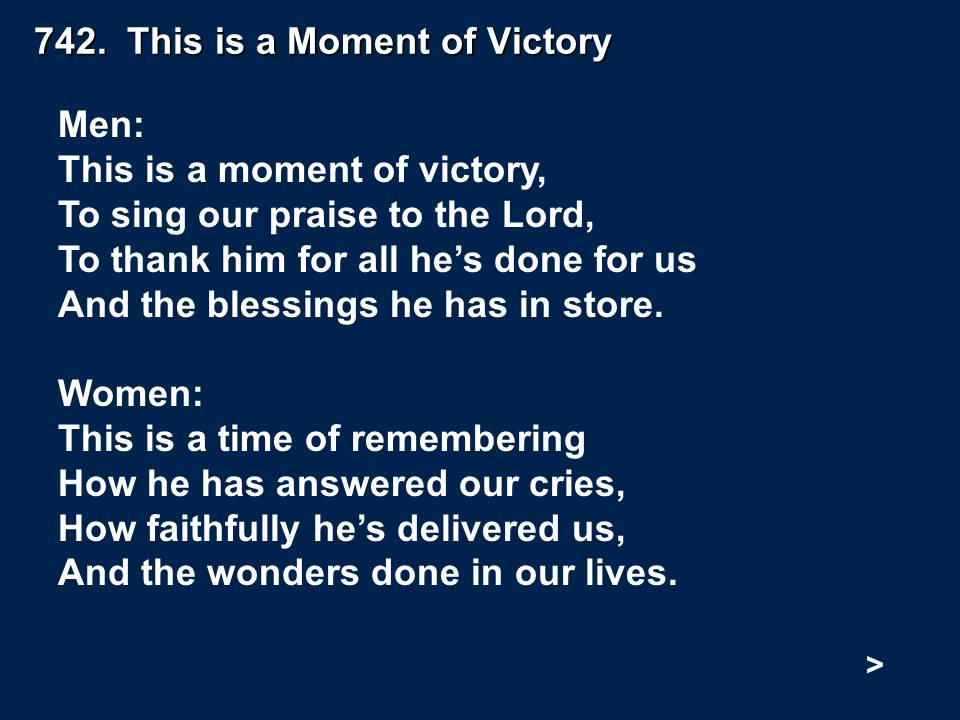 742.  This is a Moment of Victory
Men:
This is a moment of victory,
To sing our praise to the Lord,
To thank him for all he’s done for us
And the blessings he has in store.
Women:
This is a time of remembering
How he has answered our cries,
How faithfully he’s delivered us,
And the wonders done in our lives.
>